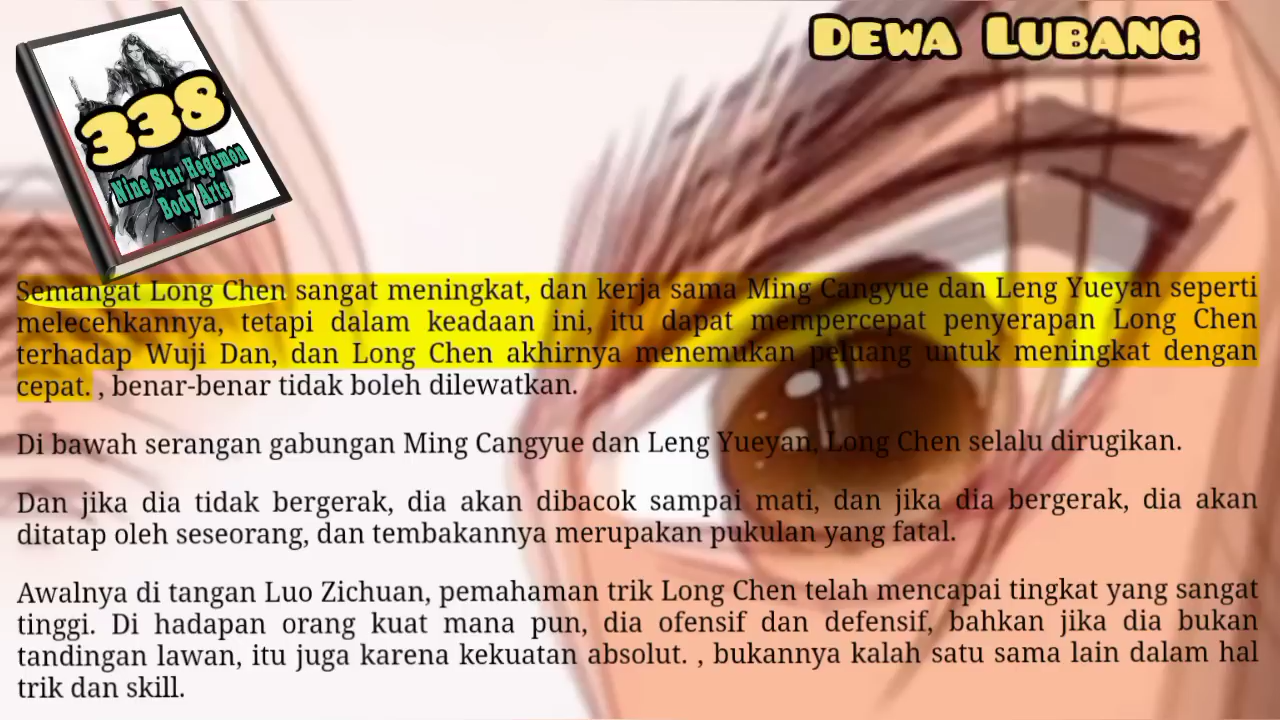 Dewa Lubang
338
Nine Star Hegemon
Body Arts
Semangat Long Chen sangat meningkat, dan kerja sama Ming Cangyue dan Leng Yueyan seperti
melecehkannya, tetapi dalam keadaan ini, itu dapat mempercepat penyerapan Long Chen
terhadap Wuji Dan, dan Long Chen akhirnya menemukan peluang untuk meningkat dengan
cepat. , benar-benar tidak boleh dilewatkan.
Di bawah serangan gabungan Ming Cangyue dan Leng Yueyan, Long Chen selalu dirugikan.
Dan jika dia tidak bergerak, dia akan dibacok sampai mati, dan jika dia bergerak, dia akan
ditatap oleh seseorang, dan tembakannya merupakan pukulan yang fatal.
Awalnya di tangan Luo Zichuan, pemahaman trik Long Chen telah mencapai tingkat yang sangat
tinggi. Di hadapan orang kuat mana pun, dia ofensif dan defensif, bahkan jika dia bukan
tandingan lawan, itu juga karena kekuatan absolut. , bukannya kalah satu sama lain dalam hal
trik dan skill.